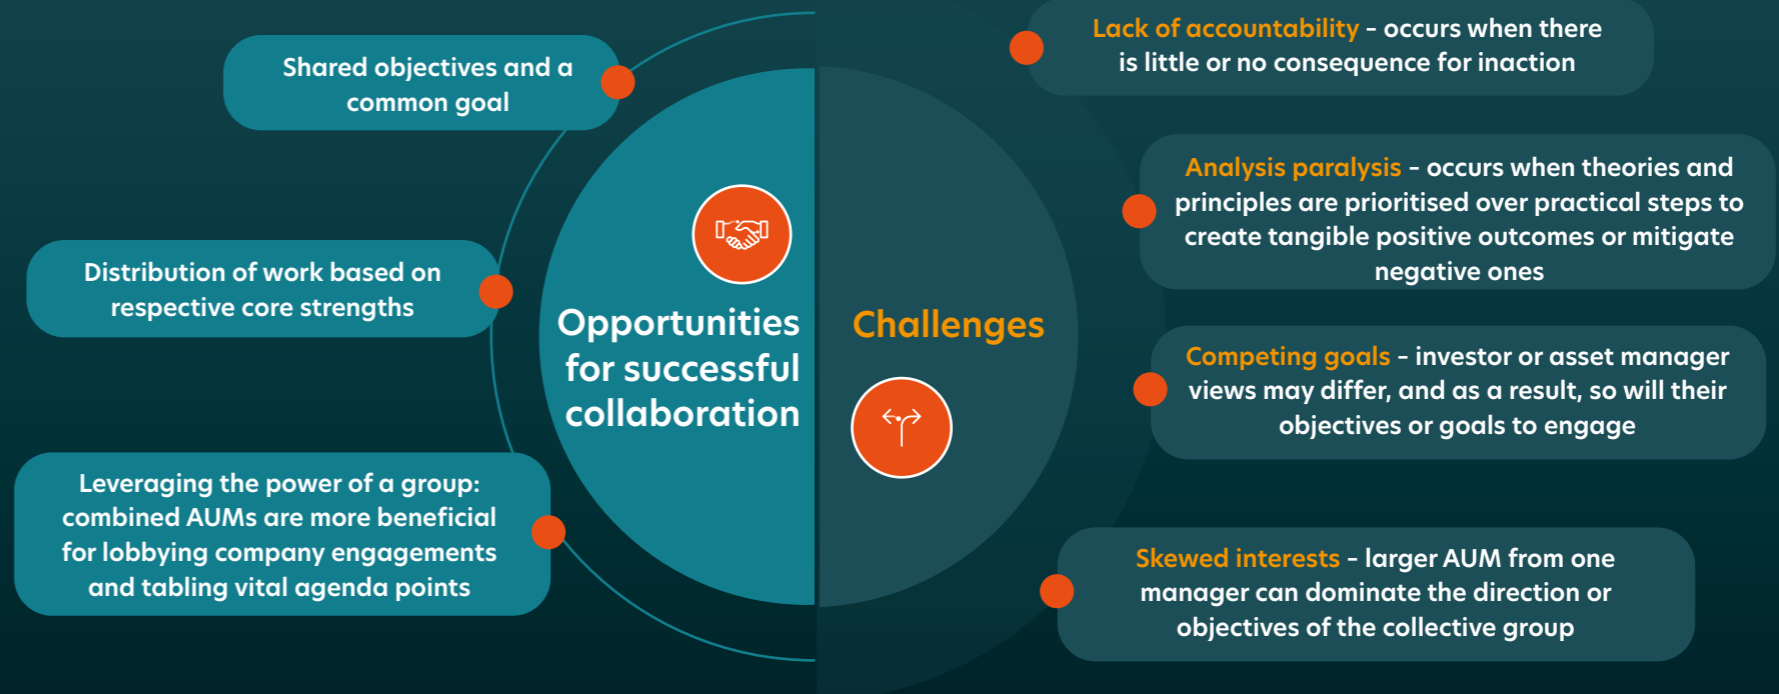 Shared objectives and a
common goal
Distribution of work based on
respective core strengths
Leveraging the power of a group:
combined AUMs are more beneficial
for lobbying company engagements
and tabling vital agenda points
Opportunities
for successful
collaboration
Challenges
Lack of accountability – occurs when there
is little or no consequence for inaction
Analysis paralysis – occurs when theories and
principles are prioritised over practical steps to
create tangible positive outcomes or mitigate
negative ones
Competing goals – investor or asset manager
views may differ, and as a result, so will their
objectives or goals to engage
Skewed interests – larger AUM from one
manager can dominate the direction or
objectives of the collective group